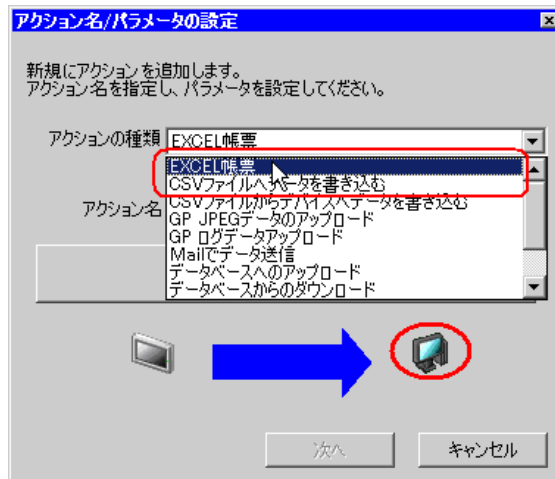 アクション名/パラメータの設定
新規にアクションを追加します。
アクション名を指定し、パラメータを設定してください。
アクションの種類 EXCEL帳票
EXCEL帳票
CSVファイルへデータを書き込む
アクション名 CSVファイルからデバイスへデータを書き込む
GP JPEGデータのアップロード
GP ログデータアップロード
Mailでデータ送信
データベースへのアップロード
データベースからのダウンロード
次へ キャンセル